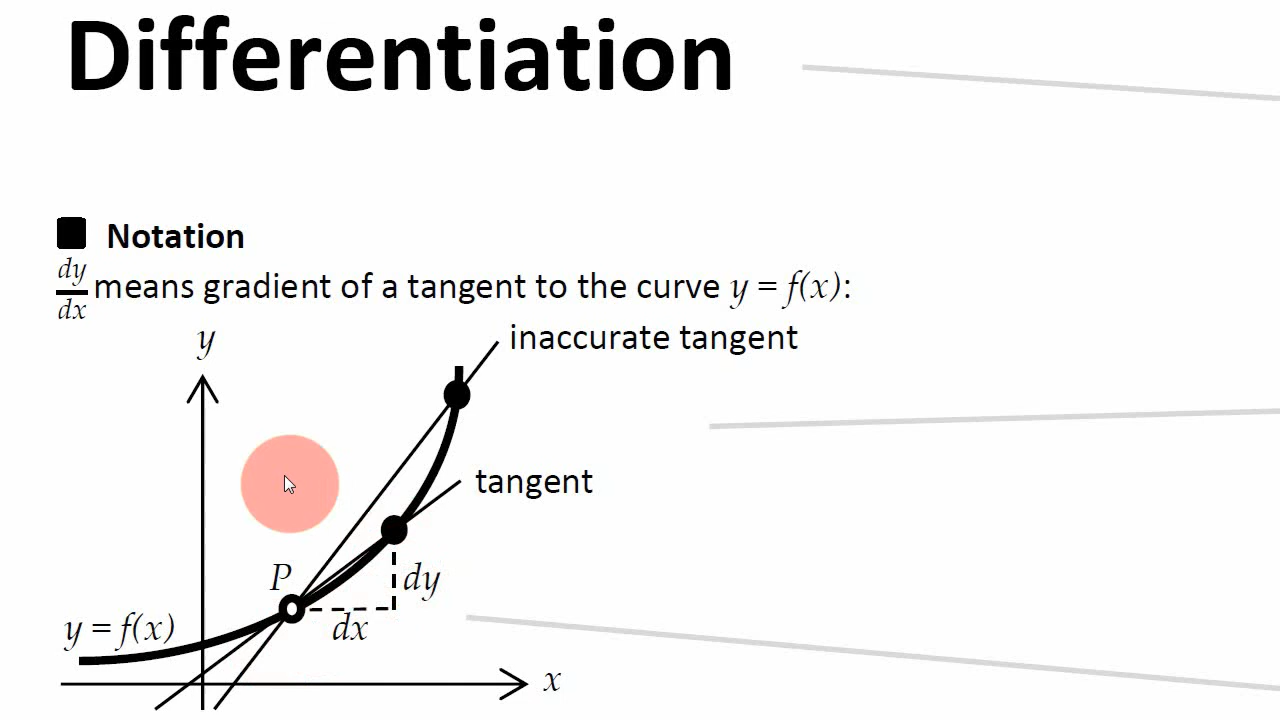 Differentiation
Notation
dy/dx means gradient of a tangent to the curve y = f(x):
y
inaccurate tangent
tangent
P
dy
y = f(x)
dx
x